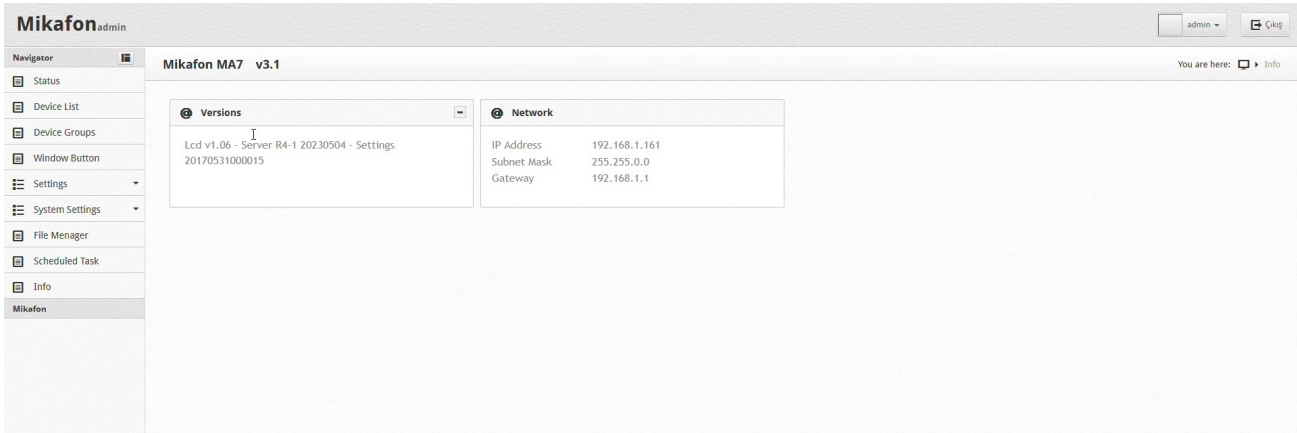 Mikafonadmin
admin
Çıkış
Navigator
Status
Device List
Device Groups
Window Button
Settings
System Settings
File Menager
Scheduled Task
Info
Mikafon
Mikafon MA7 v3.1
You are here: Info
Versions
Lcd v1.06 - Server R4-1 20230504 - Settings
20170531000015
Network
IP Address 192.168.1.161
Subnet Mask 255.255.0.0
Gateway 192.168.1.1